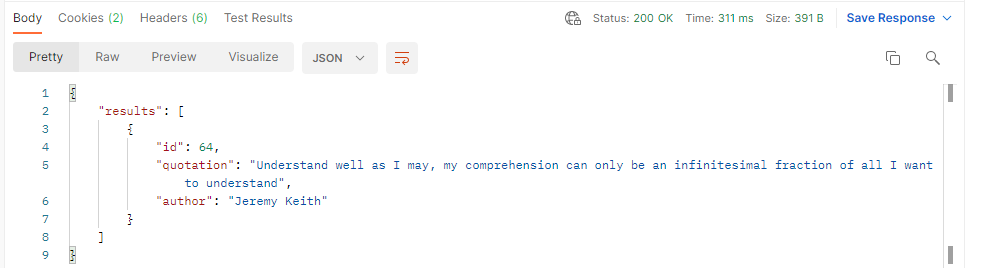 Body Cookies (2) Headers (6) Test Results Status: 200 OK Time: 311 ms Size: 391 B Save Response
Pretty Raw Preview Visualize JSON
1 {
2 "results": [
3 {
4 "id": 64,
5 "quotation": "Understand well as I may, my comprehension can only be an infinitesimal fraction of all I want
to understand",
6 "author": "Jeremy Keith"
7 }
8 ]
9 }